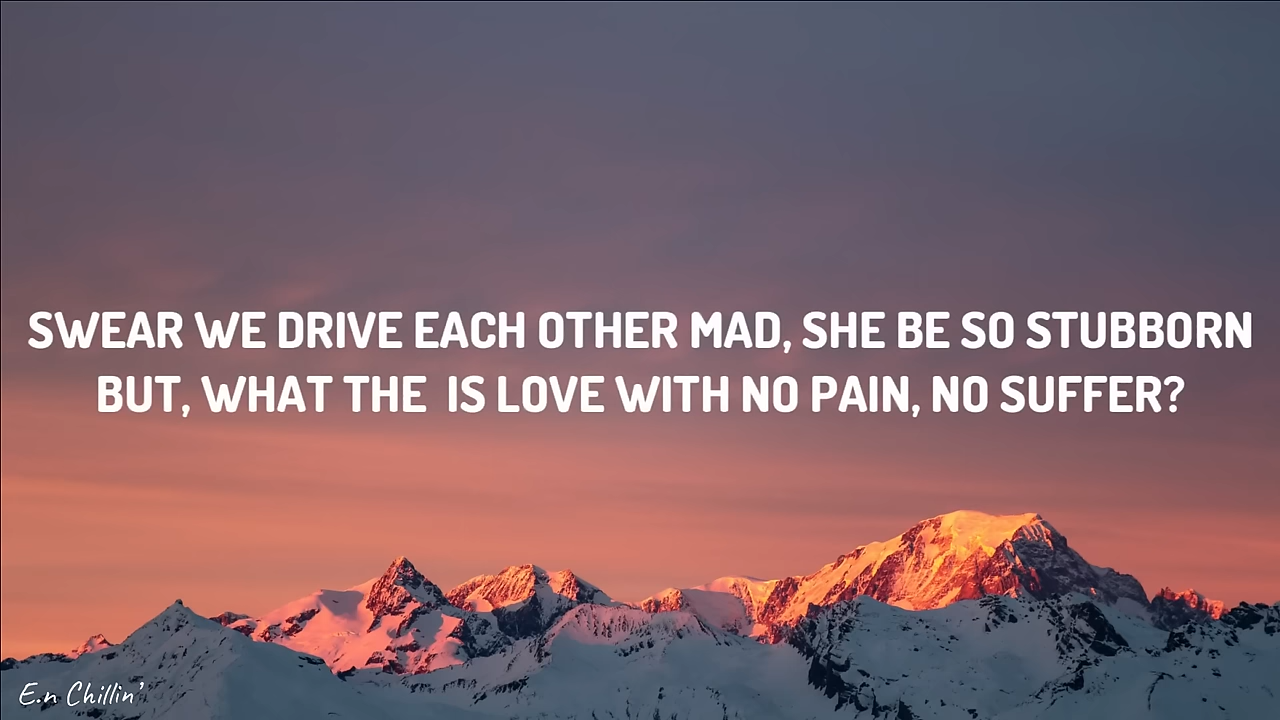 SWEAR WE DRIVE EACH OTHER MAD, SHE BE SO STUBBORN
BUT, WHAT THE  IS LOVE WITH NO PAIN, NO SUFFER?
E.n Chillin'